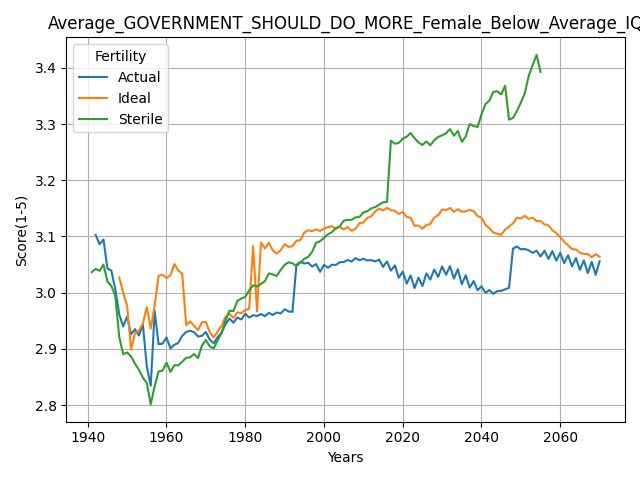 Average_GOVERNMENT_SHOULD_DO_MORE_Female_Below_Average_IQ
Fertility
Actual
Ideal
Sterile
Score(1-5)
3.4
3.3
3.2
3.1
3.0
2.9
2.8
1940 1960 1980 2000 2020 2040 2060
Years